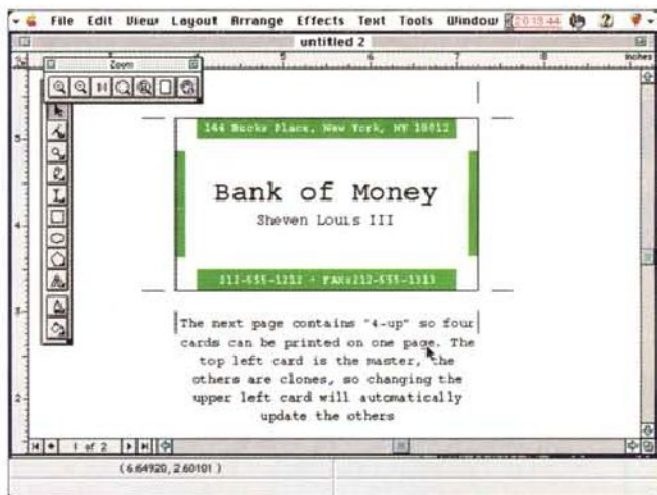 File Edit View Layout Arrange Effects Text Tools Window 20:13:44
untitled 2
Zoom
inches
144 Mocks Place, New York, NY 10012
Bank of Money
Sheven Louis III
212-555-1212 • FAX:212-555-1313
The next page contains "4-up" so four
cards can be printed on one page. The
top left card is the master, the
others are clones, so changing the
upper left card will automatically
update the others
1 of 2
(6.64920, 2.60101)